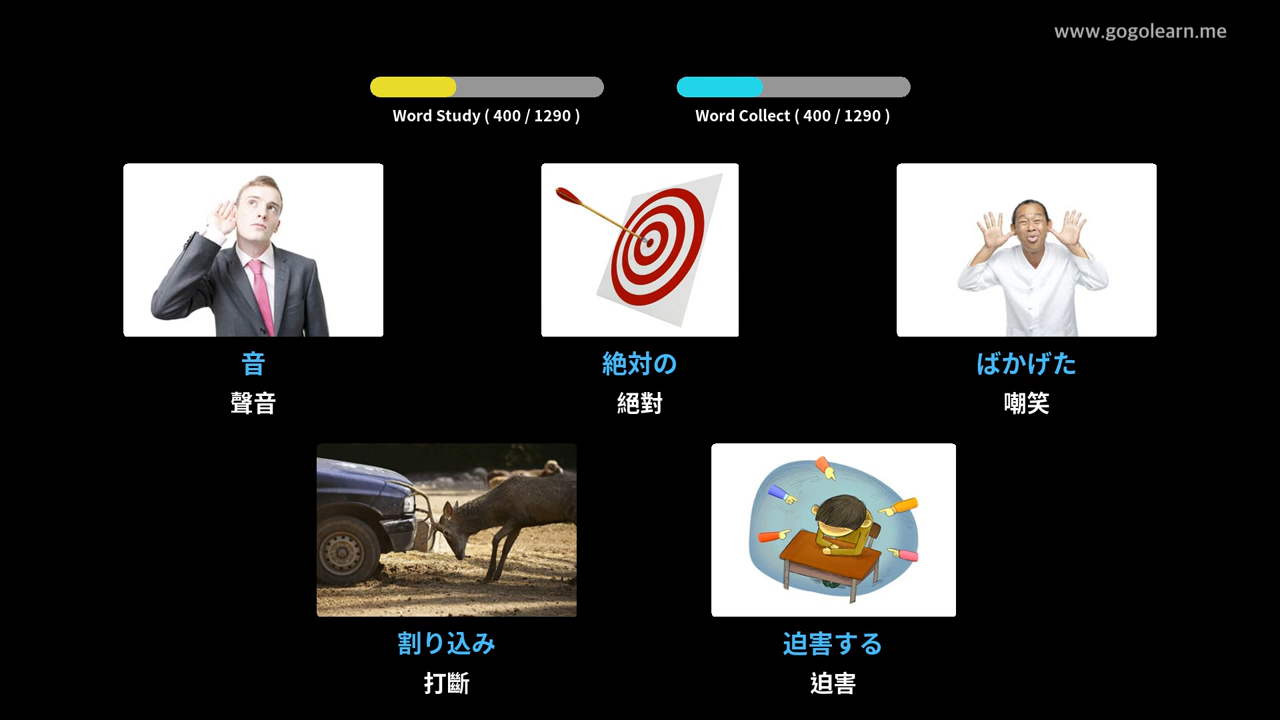 www.gogolearn.me
Word Study ( 400 / 1290 )
Word Collect ( 400 / 1290 )
音
聲音
絶対の
絕對
ばかげた
嘲笑
割り込み
打斷
迫害する
迫害